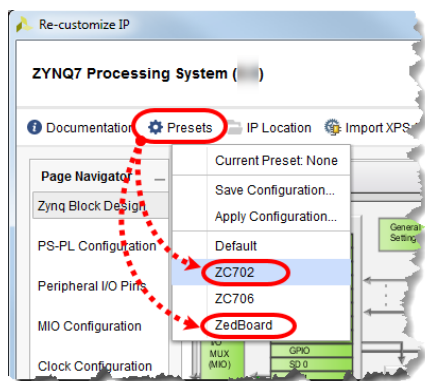 Re-customize IP
ZYNQ7 Processing System ( )
Documentation Presets IP Location Import XPS
Page Navigator
Zynq Block Design
PS-PL Configuration
Peripheral I/O Pins
MIO Configuration
Clock Configuration
Current Preset: None
Save Configuration...
Apply Configuration...
Default
ZC702
ZC706
ZedBoard
General
Setting
I/O
MUX
(MIO)
GPIO
SD 0